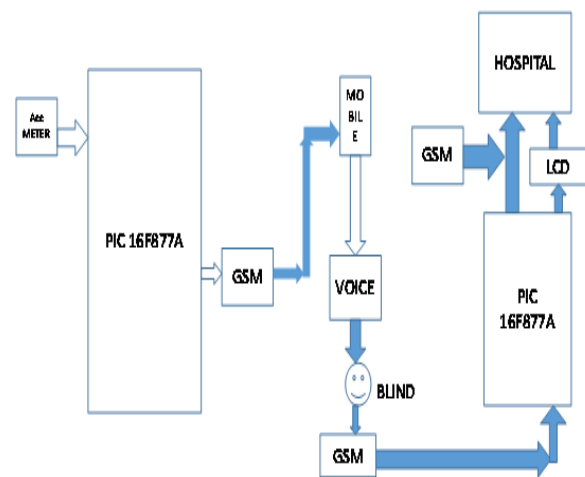 Acc
METER
PIC 16F877A
GSM
MO
BIL
E
VOICE
BLIND
GSM
HOSPITAL
GSM
LCD
PIC
16F877A